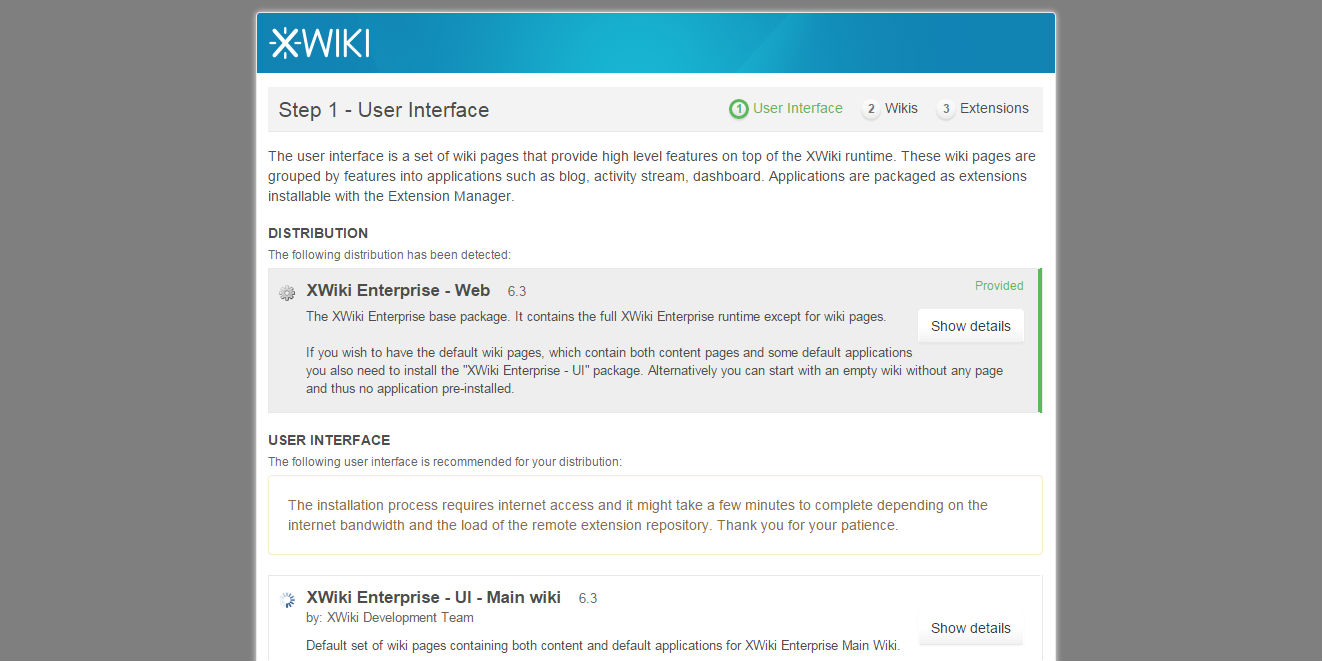 XWIKI
Step 1 - User Interface
1 User Interface 2 Wikis 3 Extensions
The user interface is a set of wiki pages that provide high level features on top of the XWiki runtime. These wiki pages are
grouped by features into applications such as blog, activity stream, dashboard. Applications are packaged as extensions
installable with the Extension Manager.
DISTRIBUTION
The following distribution has been detected:
XWiki Enterprise - Web 6.3
Provided
The XWiki Enterprise base package. It contains the full XWiki Enterprise runtime except for wiki pages.
Show details
If you wish to have the default wiki pages, which contain both content pages and some default applications
you also need to install the "XWiki Enterprise - UI" package. Alternatively you can start with an empty wiki without any page
and thus no application pre-installed.
USER INTERFACE
The following user interface is recommended for your distribution:
The installation process requires internet access and it might take a few minutes to complete depending on the
internet bandwidth and the load of the remote extension repository. Thank you for your patience.
XWiki Enterprise - UI - Main wiki 6.3
by: XWiki Development Team
Show details
Default set of wiki pages containing both content and default applications for XWiki Enterprise Main Wiki.